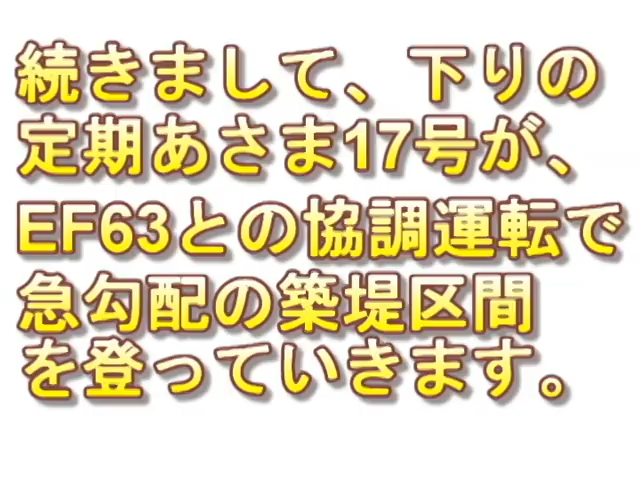 続きまして、下りの
定期あさま17号が、
EF63との協調運転で
急勾配の築堤区間
を登っていきます。